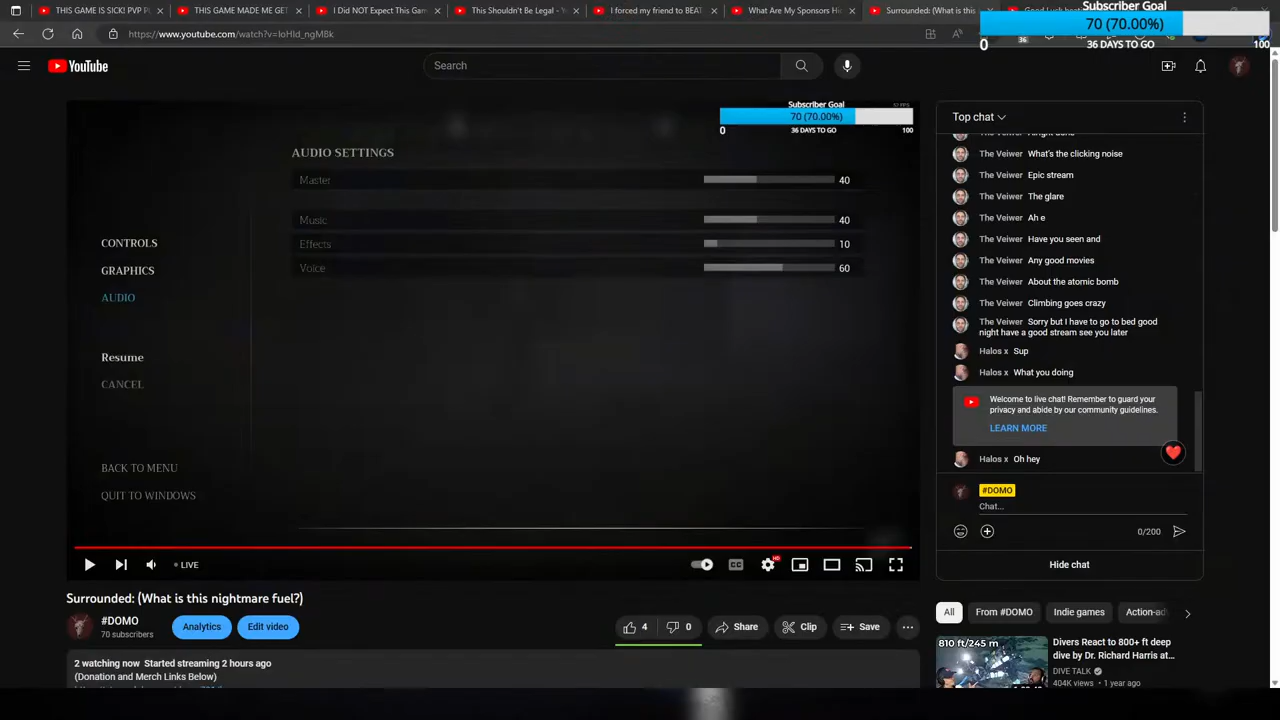 THIS GAME IS SICK! PVP P
THIS GAME MADE ME GET
I Did NOT Expect This Gam
This Shouldn't Be Legal - Yo
I forced my friend to BEAT
What Are My Sponsors Hi
Surrounded: (What is this n
Good Luck
Subscriber Goal
70 (70.00%)
0
36 DAYS TO GO
100
https://www.youtube.com/watch?v=
36
YouTube
Search
Subscriber Goal
70 (70.00%)
0
36 DAYS TO GO
100
AUDIO SETTINGS
Master 40
Music 40
Effects 10
Voice 60
CONTROLS
GRAPHICS
AUDIO
Resume
CANCEL
BACK TO MENU
QUIT TO WINDOWS
LIVE
CC
HD
Top chat
The Veiwer What's the clicking noise
The Veiwer Epic stream
The Veiwer The glare
The Veiwer Ah e
The Veiwer Have you seen and
The Veiwer Any good movies
The Veiwer About the atomic bomb
The Veiwer Climbing goes crazy
The Veiwer Sorry but I have to go to bed good
night have a good stream see you later
Halos x Sup
Halos x What you doing
Welcome to live chat! Remember to guard your
privacy and abide by our community guidelines.
LEARN MORE
Halos x Oh hey
#DOMO
Chat...
0/200
Hide chat
Surrounded: (What is this nightmare fuel?)
#DOMO
70 subscribers
Analytics
Edit video
4
0
Share
Clip
Save
2 watching now Started streaming 2 hours ago
(Donation and Merch Links Below)
All
From #DOMO
Indie games
Action-ad
810 ft/245 m
Divers React to 800+ ft deep
dive by Dr. Richard Harris at...
DIVE TALK
404K views • 1 year ago